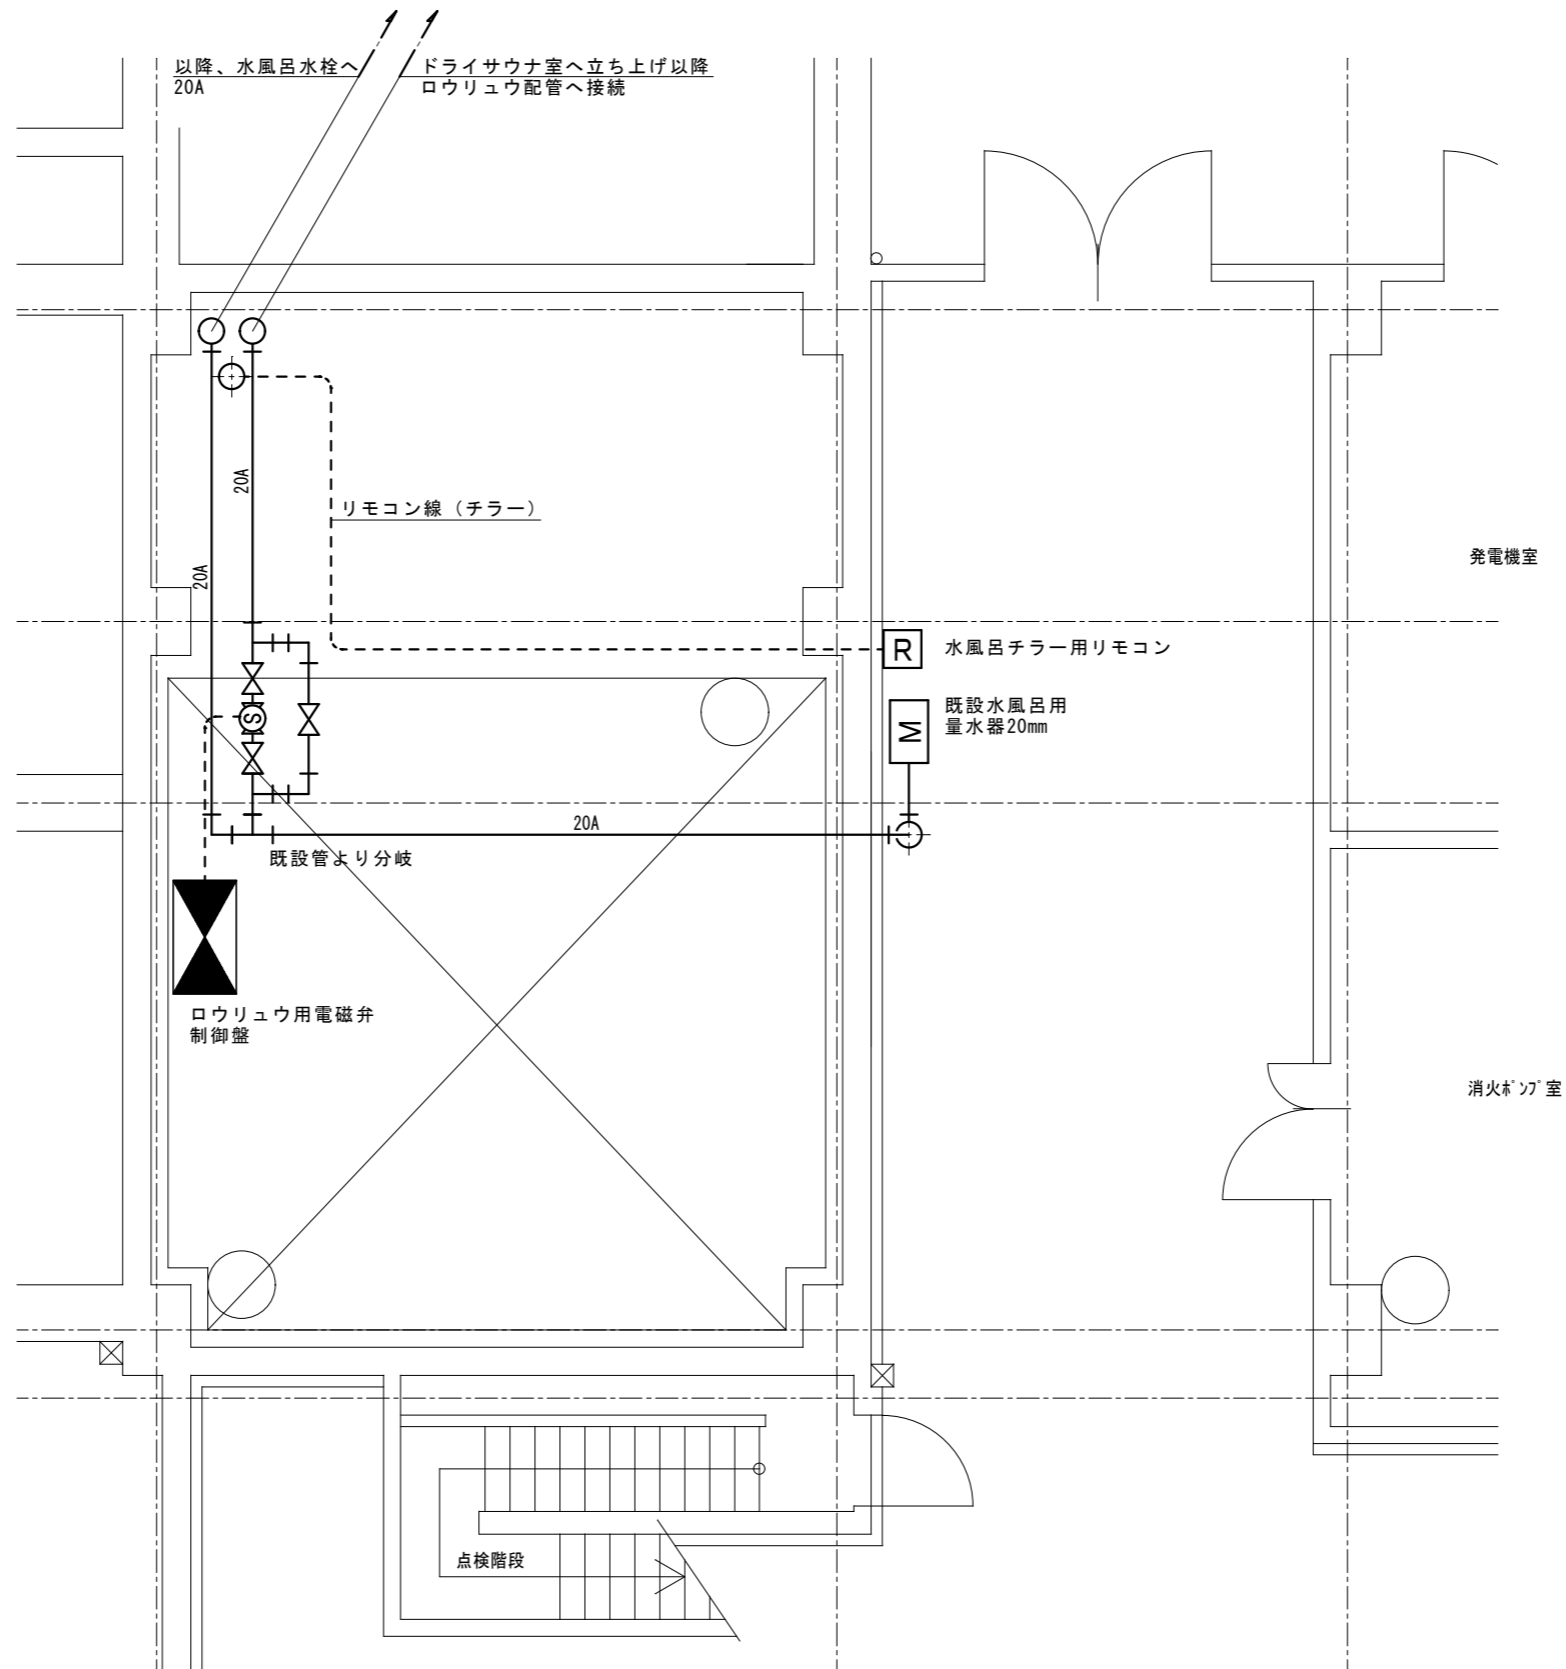 以降、水風呂水栓へ
20A
ドライサウナ室へ立ち上げ以降
ロウリュウ配管へ接続
20A
リモコン線（チラー）
20A
発電機室
R
水風呂チラー用リモコン
S
M
既設水風呂用
量水器20mm
20A
既設管より分岐
ロウリュウ用電磁弁
制御盤
消火ﾎﾟﾝﾌﾟ室
点検階段